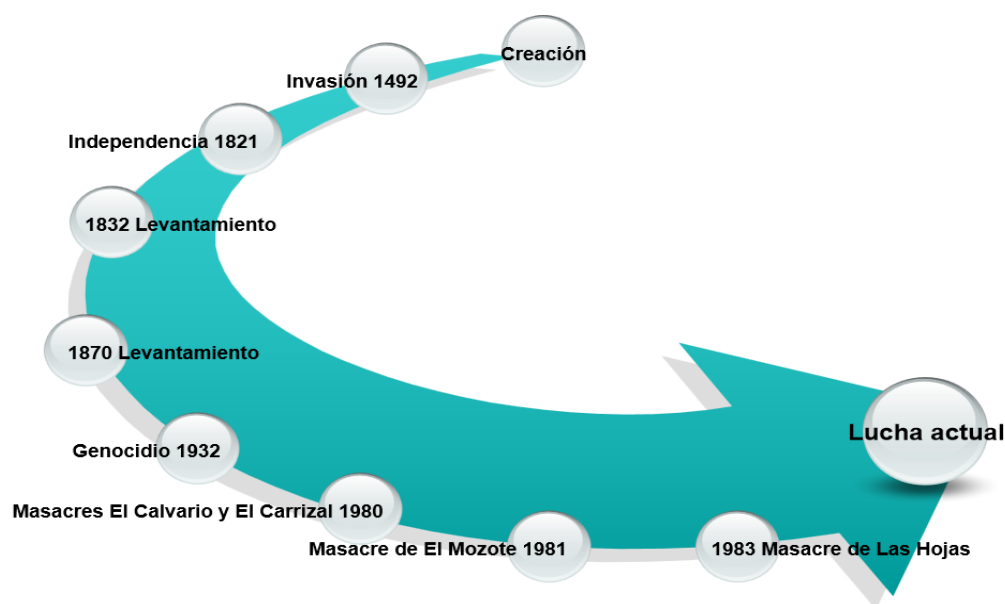 Creación
Invasión 1492
Independencia 1821
1832 Levantamiento
1870 Levantamiento
Genocidio 1932
Masacres El Calvario y El Carrizal 1980
Masacre de El Mozote 1981
1983 Masacre de Las Hojas
Lucha actual